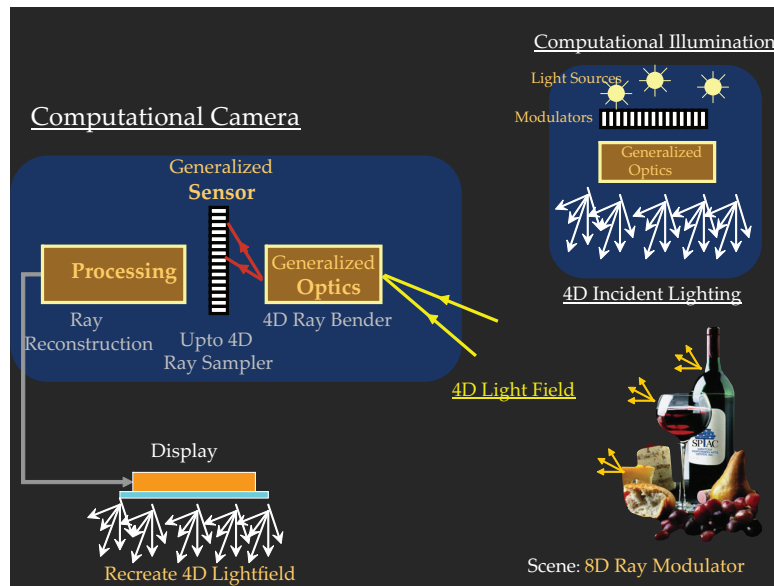 Computational Illumination
Light Sources
Modulators
Generalized
Optics
4D Incident Lighting
Computational Camera
Generalized
Sensor
Processing
Generalized
Optics
Ray
Reconstruction
Upto 4D
Ray Sampler
4D Ray Bender
4D Light Field
Display
Recreate 4D Lightfield
SPIAC
Scene: 8D Ray Modulator